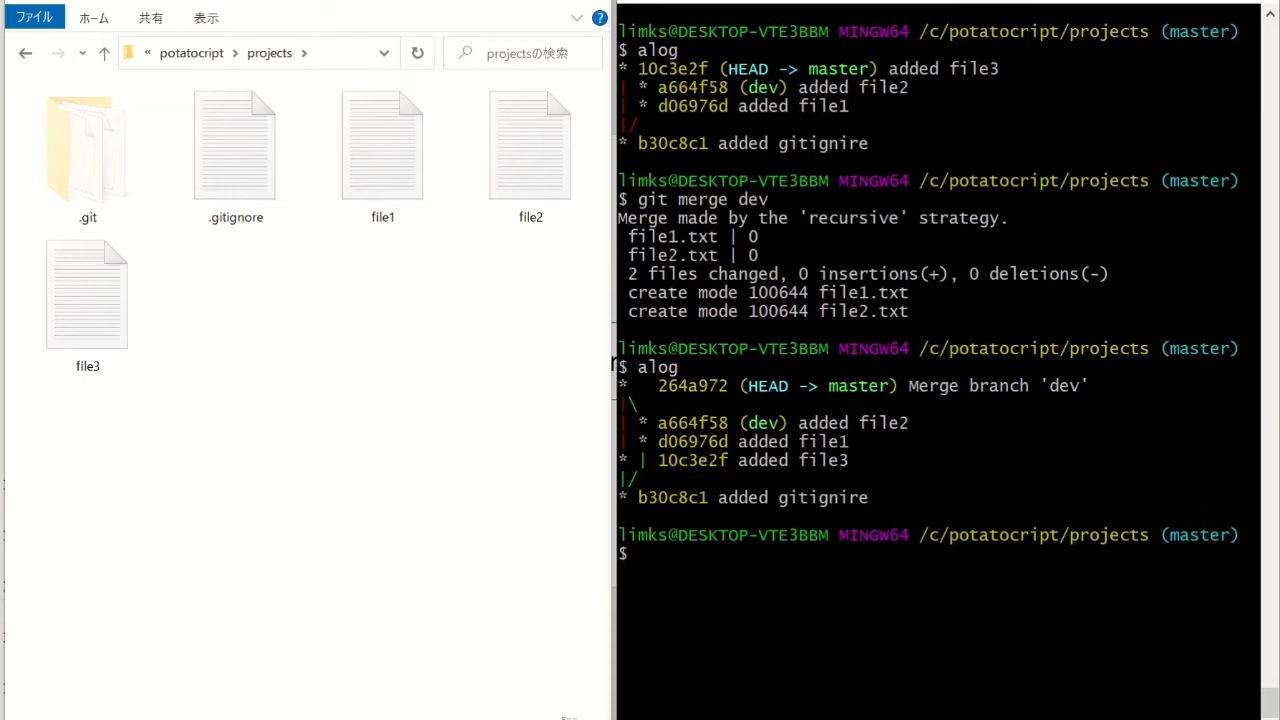 ファイル ホーム 共有 表示 ?
« potatocript > projects > projectsの検索
.git .gitignore file1 file2
file3
limks@DESKTOP-VTE3BBM MINGW64 /c/potatocript/projects (master)
$ alog
* 10c3e2f (HEAD -> master) added file3
| * a664f58 (dev) added file2
| * d06976d added file1
|/
* b30c8c1 added gitignire
limks@DESKTOP-VTE3BBM MINGW64 /c/potatocript/projects (master)
$ git merge dev
Merge made by the 'recursive' strategy.
file1.txt | 0
file2.txt | 0
2 files changed, 0 insertions(+), 0 deletions(-)
create mode 100644 file1.txt
create mode 100644 file2.txt
limks@DESKTOP-VTE3BBM MINGW64 /c/potatocript/projects (master)
$ alog
*   264a972 (HEAD -> master) Merge branch 'dev'
|\
| * a664f58 (dev) added file2
| * d06976d added file1
* | 10c3e2f added file3
|/
* b30c8c1 added gitignire
limks@DESKTOP-VTE3BBM MINGW64 /c/potatocript/projects (master)
$